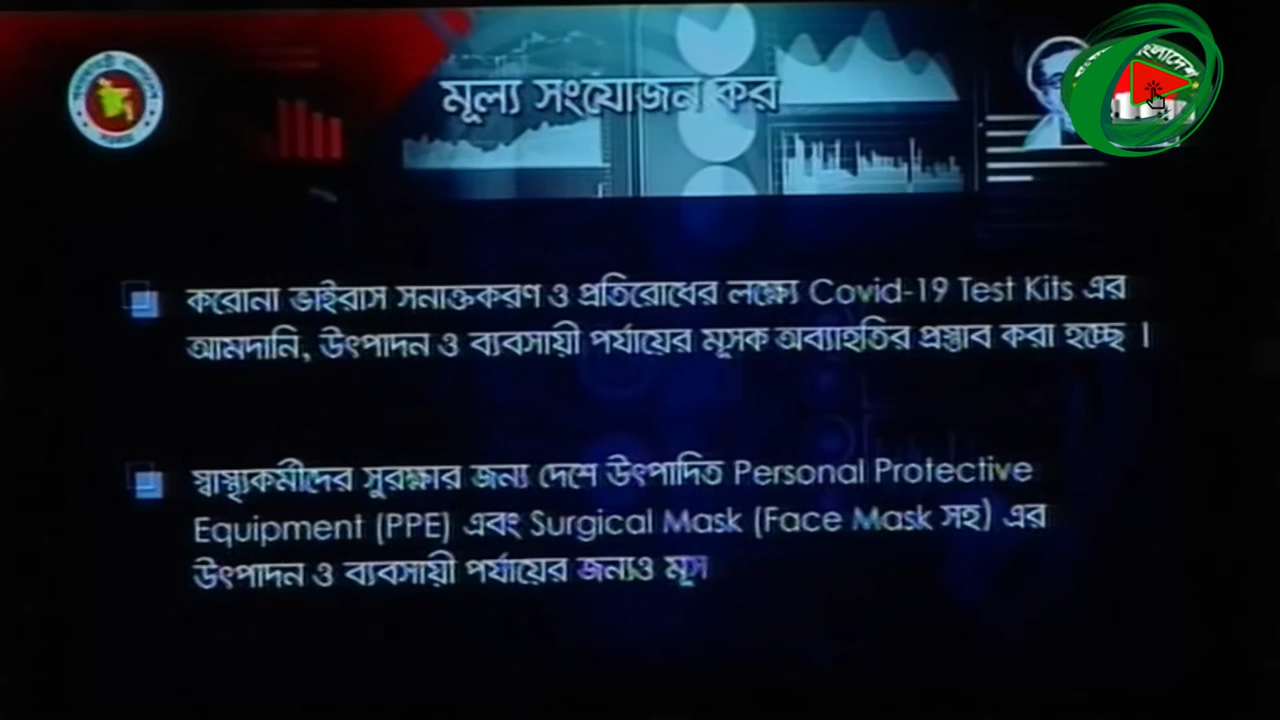 মূল্য সংযোজন কর
করোনা ভাইরাস সনাক্তকরণ ও প্রতিরোধের লক্ষ্যে Covid-19 Test Kits এর
আমদানি, উৎপাদন ও ব্যবসায়ী পর্যায়ের মূসক অব্যাহতির প্রস্তাব করা হচ্ছে ।
স্বাস্থ্যকর্মীদের সুরক্ষার জন্য দেশে উৎপাদিত Personal Protective
Equipment (PPE) এবং Surgical Mask (Face Mask সহ) এর
উৎপাদন ও ব্যবসায়ী পর্যায়ের জন্যও মূস